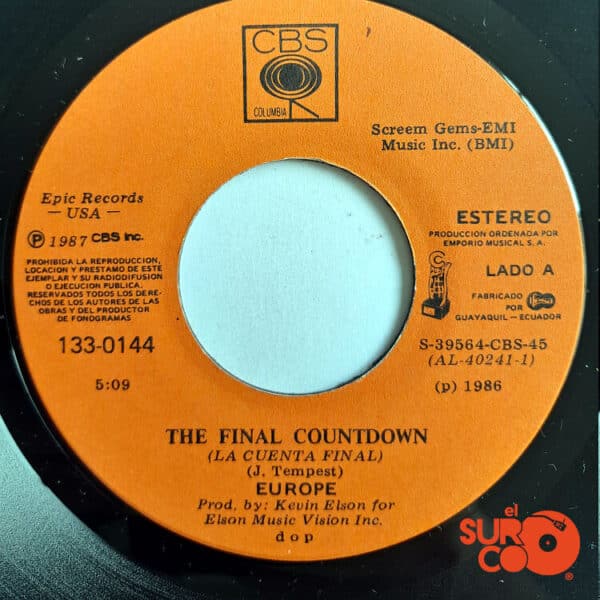 CBS
COLUMBIA
Screem Gems-EMI
Music Inc. (BMI)
Epic Records
— USA —
Ⓟ 1987 CBS Inc.
PROHIBIDA LA REPRODUCCION,
LOCACION Y PRESTAMO DE ESTE
EJEMPLAR Y SU RADIODIFUSION
O EJECUCION PUBLICA.
RESERVADOS TODOS LOS DERE-
CHOS DE LOS AUTORES DE LAS
OBRAS Y DEL PRODUCTOR
DE FONOGRAMAS
133-0144
5:09
ESTEREO
PRODUCCION ORDENADA POR
EMPORIO MUSICAL S. A.
LADO A
FABRICADO
POR
GUAYAQUIL — ECUADOR
S-39564-CBS-45
(AL-40241-1)
(p) 1986
THE FINAL COUNTDOWN
(LA CUENTA FINAL)
(J. Tempest)
EUROPE
Prod, by: Kevin Elson for
Elson Music Vision Inc.
dop
el
SUR
CO
®